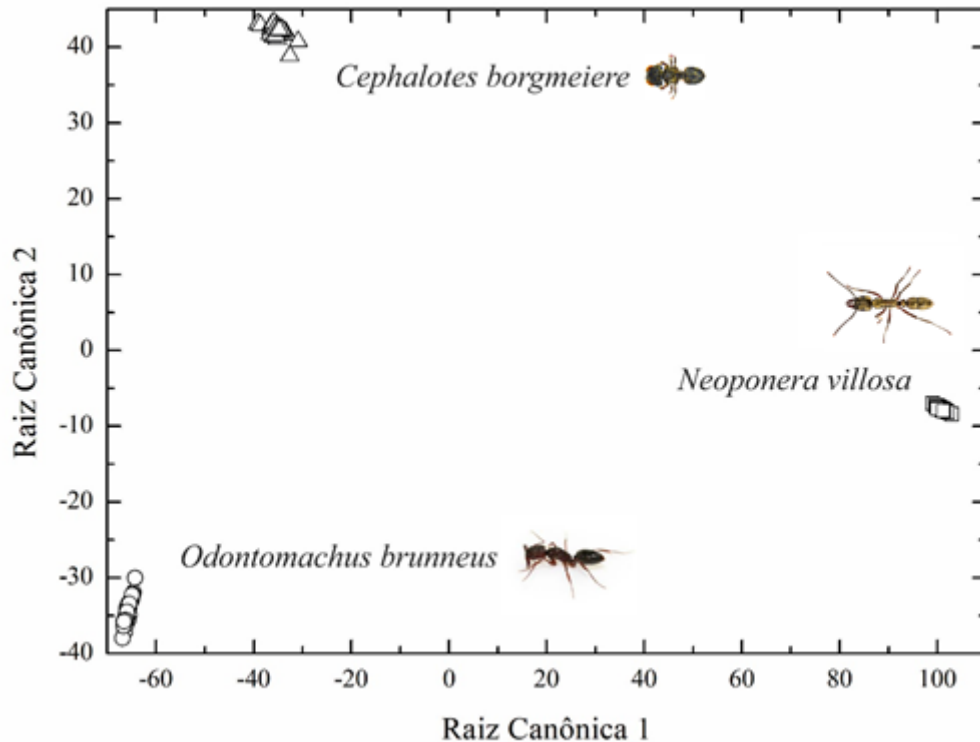 40
30
20
10
0
-10
-20
-30
-40
Raiz Canônica 2
Cephalotes borgmeiere
Neoponera villosa
Odontomachus brunneus
-60 -40 -20 0 20 40 60 80 100
Raiz Canônica 1